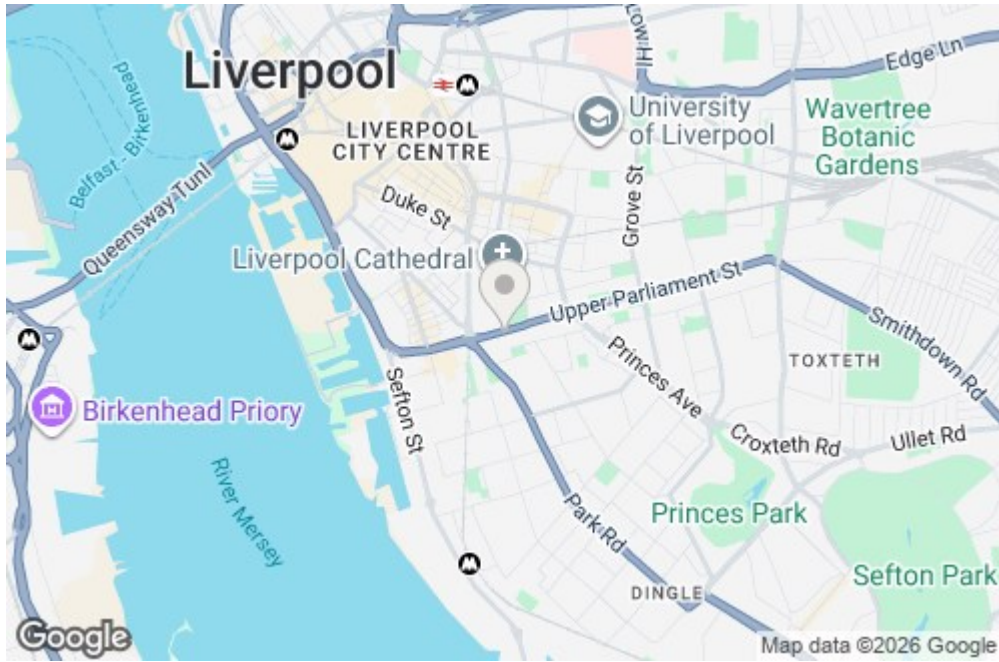 Liverpool
LIVERPOOL
CITY CENTRE
University
of Liverpool
Edge Ln
Wavertree
Botanic
Gardens
Belfast - Birkenhead
Queensway Tunl
Duke St
Grove St
Liverpool Cathedral
Upper Parliament St
Smithdown Rd
TOXTETH
Princes Ave
Sefton St
Birkenhead Priory
Croxteth Rd
Ullet Rd
River Mersey
Park Rd
Princes Park
Sefton Park
DINGLE
Google
Map data ©2026 Google